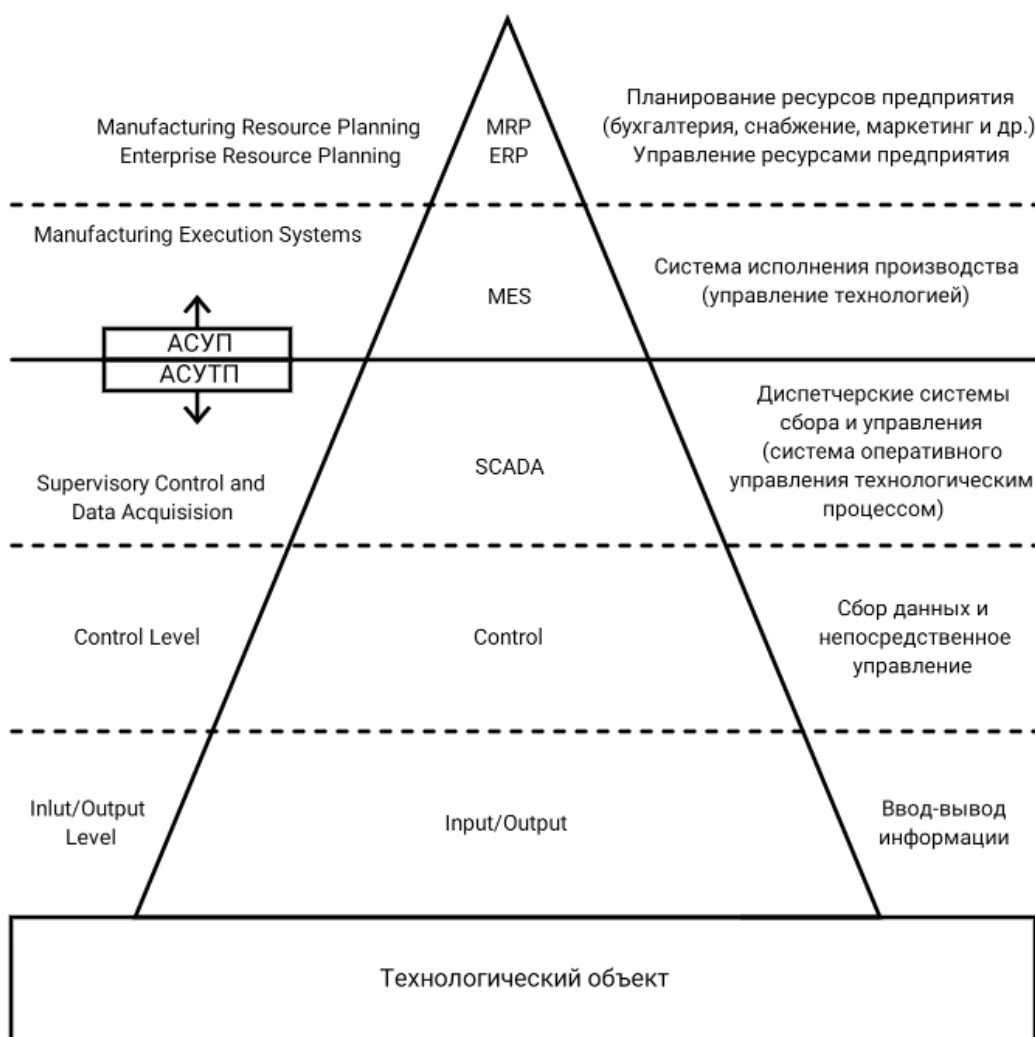 Manufacturing Resource Planning
Enterprise Resource Planning
MRP
ERP
Планирование ресурсов предприятия
(бухгалтерия, снабжение, маркетинг и др.)
Управление ресурсами предприятия
Manufacturing Execution Systems
MES
Система исполнения производства
(управление технологией)
АСУП
АСУТП
Supervisory Control and
Data Acquisision
SCADA
Диспетчерские системы
сбора и управления
(система оперативного
управления технологическим
процессом)
Control Level
Control
Сбор данных и
непосредственное
управление
Inlut/Output
Level
Input/Output
Ввод-вывод
информации
Технологический объект